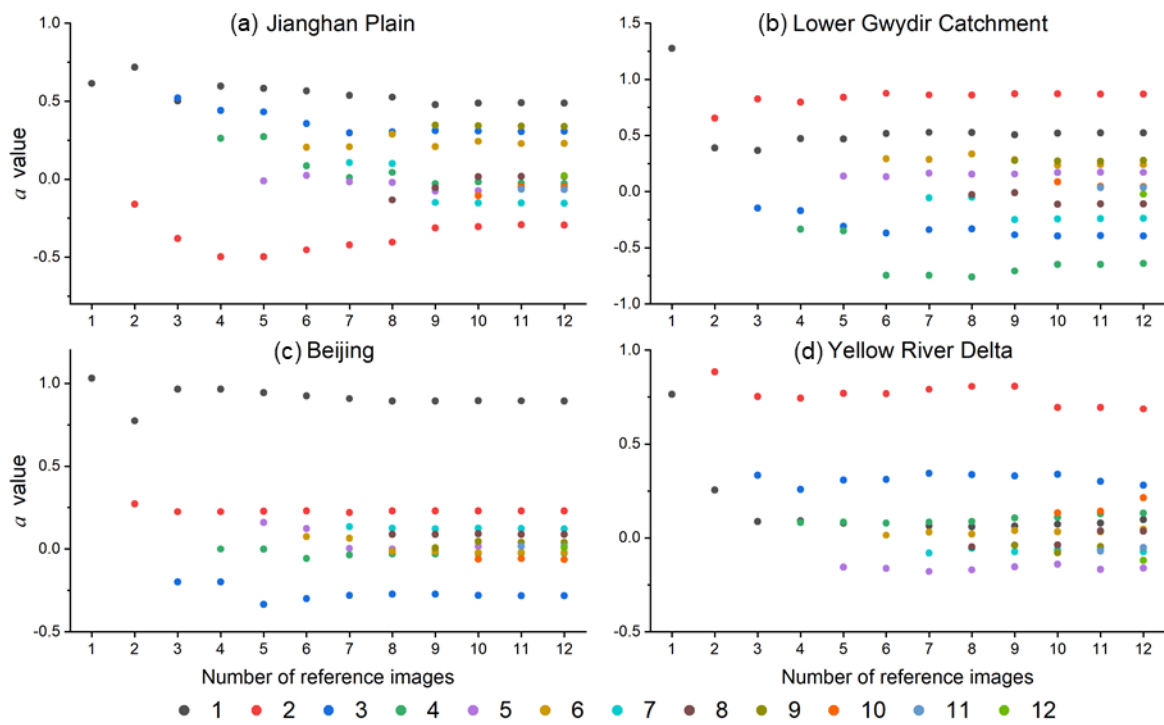 (a) Jianghan Plain
(b) Lower Gwydir Catchment
1.0
0.5
0.0
-0.5
a value
1 2 3 4 5 6 7 8 9 10 11 12
1.5
1.0
0.5
0.0
-0.5
-1.0
1 2 3 4 5 6 7 8 9 10 11 12
(c) Beijing
(d) Yellow River Delta
1.0
0.5
0.0
-0.5
a value
1 2 3 4 5 6 7 8 9 10 11 12
Number of reference images
1.0
0.5
0.0
-0.5
1 2 3 4 5 6 7 8 9 10 11 12
Number of reference images
1 2 3 4 5 6 7 8 9 10 11 12